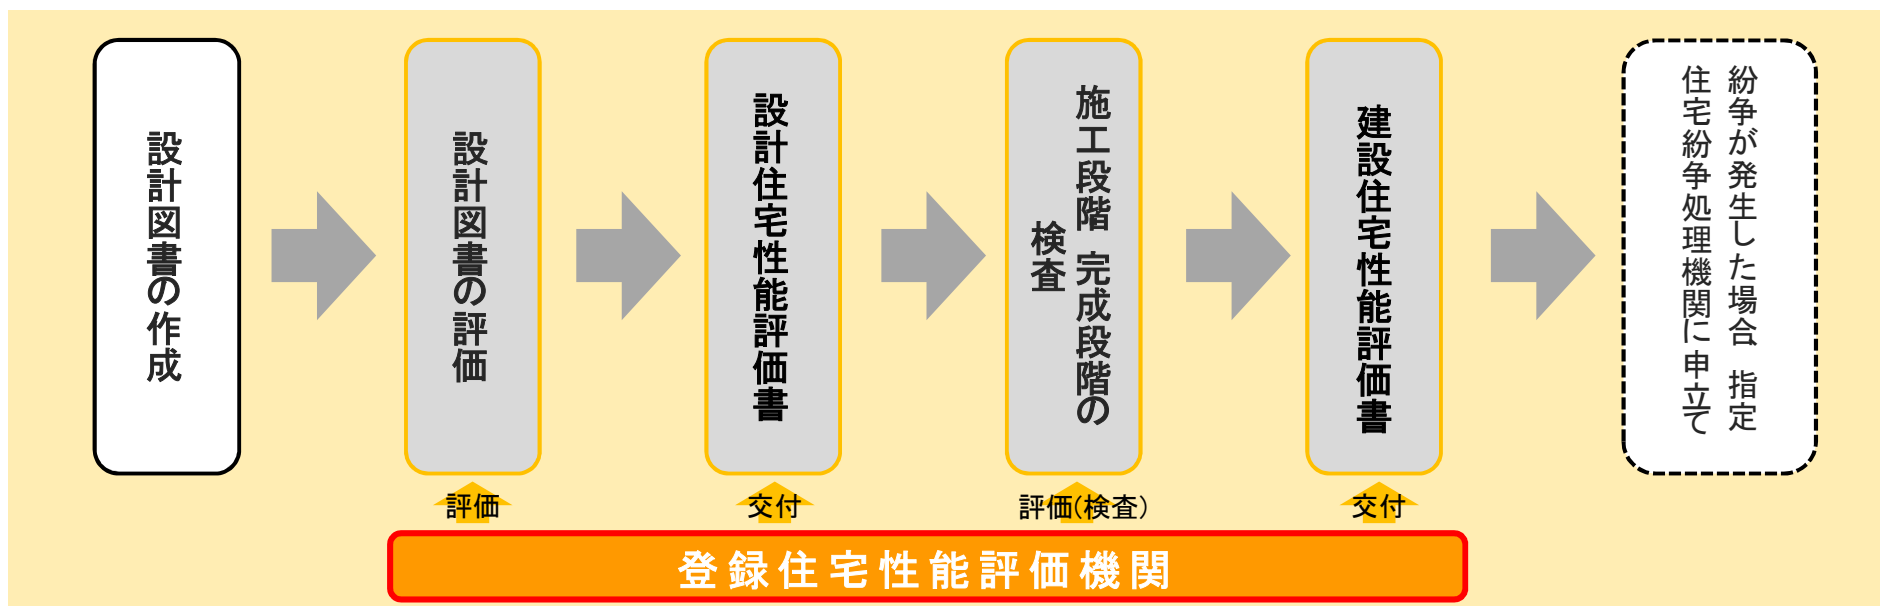 設計図書の作成
設計図書の評価
設計住宅性能評価書
施工段階 完成段階の
検査
建設住宅性能評価書
紛争が発生した場合、指定
住宅紛争処理機関に申立て
評価
交付
評価(検査)
交付
登録住宅性能評価機関